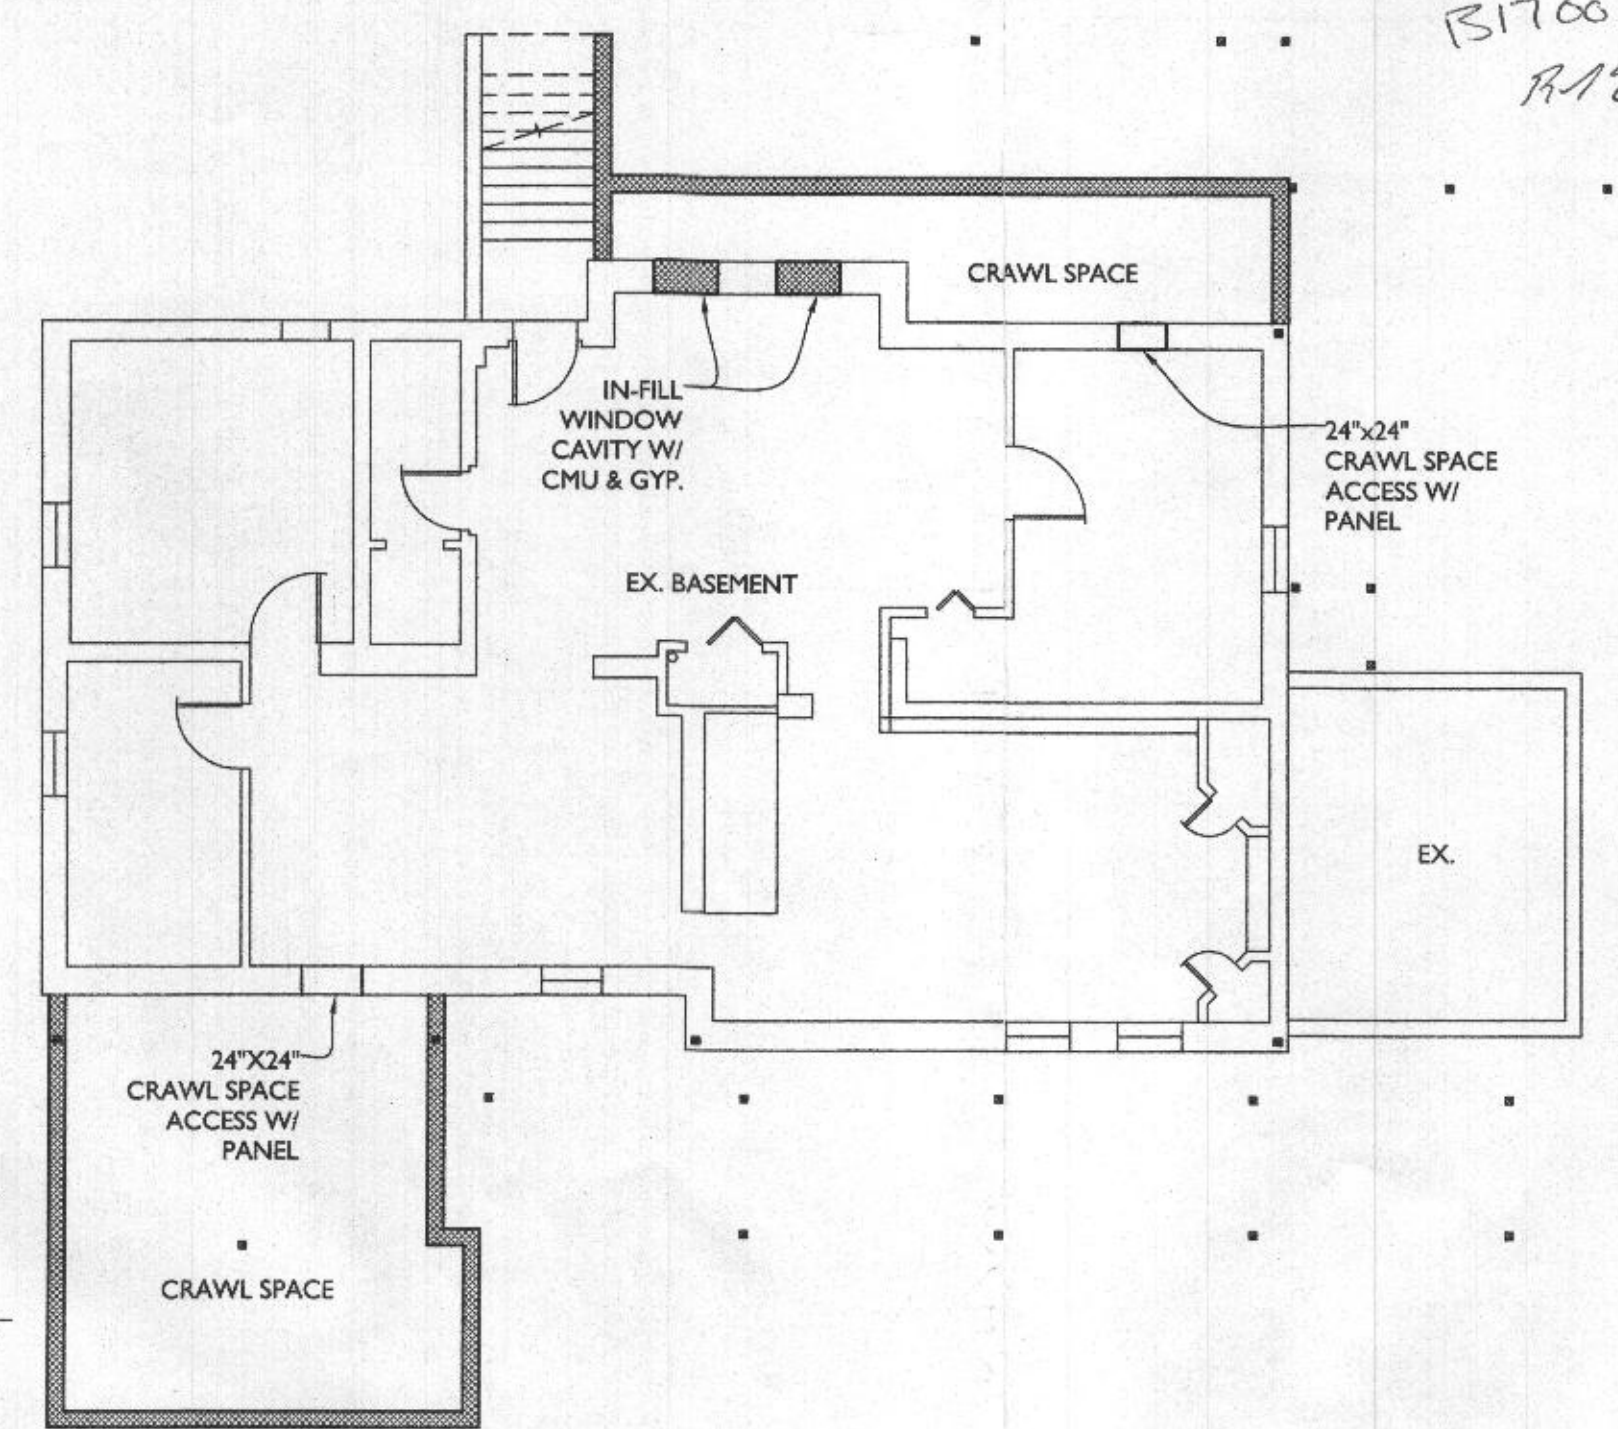 B1700
CRAWL SPACE
IN-FILL
WINDOW
CAVITY W/
CMU & GYP.
24"x24"
CRAWL SPACE
ACCESS W/
PANEL
EX. BASEMENT
EX.
24"X24"
CRAWL SPACE
ACCESS W/
PANEL
CRAWL SPACE